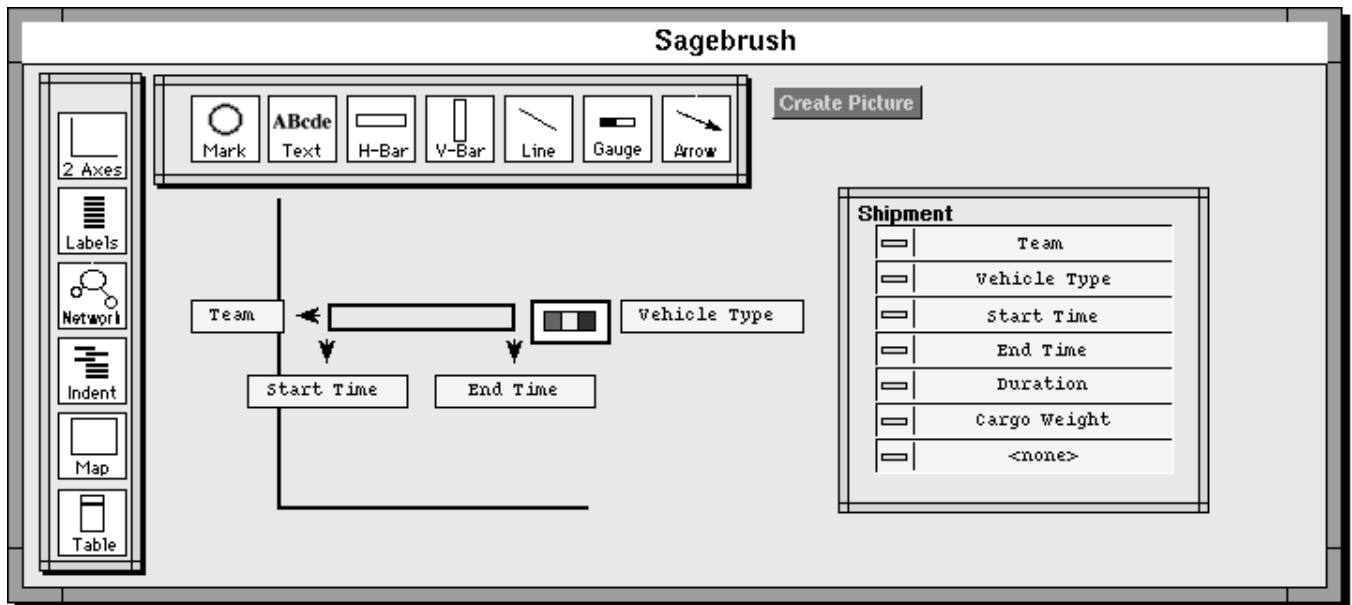 Sagebrush
Create Picture
Mark
ABcde
Text
H-Bar
V-Bar
Line
Gauge
Arrow
2 Axes
Labels
Network
Indent
Map
Table
Team
Vehicle Type
Start Time
End Time
Shipment
Team
Vehicle Type
Start Time
End Time
Duration
Cargo Weight
<none>